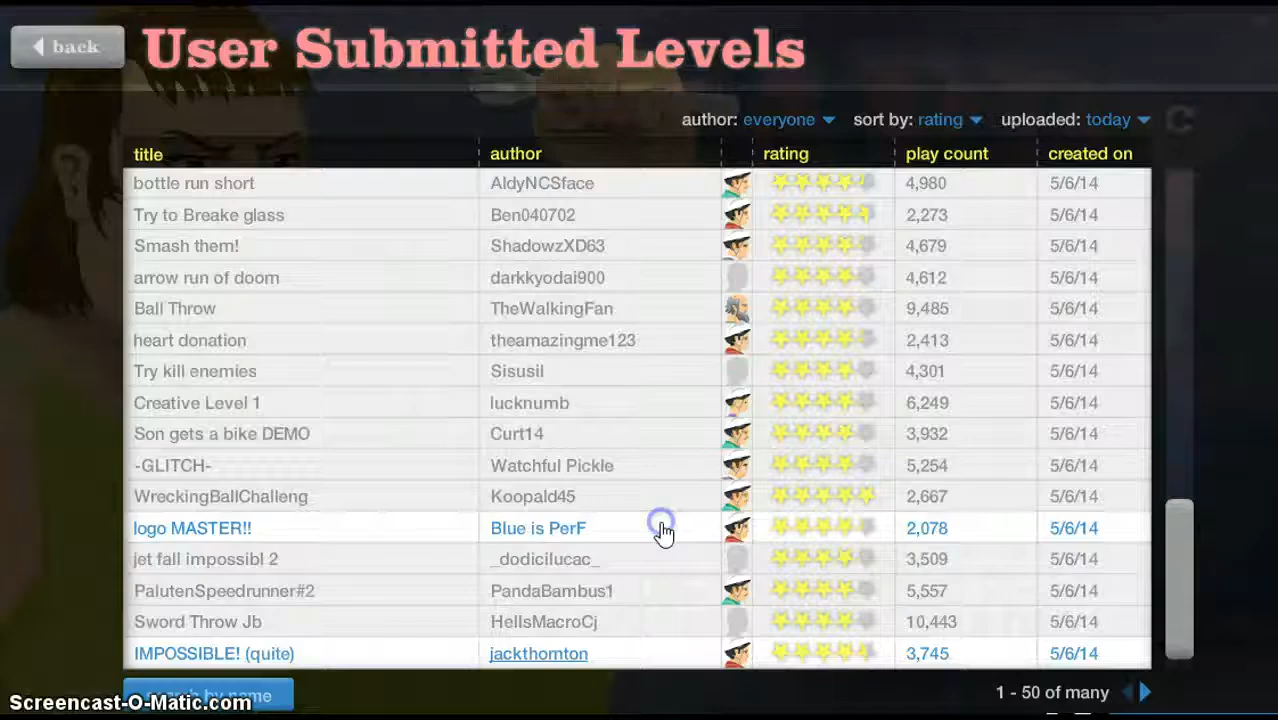 back User Submitted Levels
author: everyone sort by: rating uploaded: today
title author rating play count created on
bottle run short AldyNCSface 4,980 5/6/14
Try to Breake glass Ben040702 2,273 5/6/14
Smash them! ShadowzXD63 4,679 5/6/14
arrow run of doom darkkyodai900 4,612 5/6/14
Ball Throw TheWalkingFan 9,485 5/6/14
heart donation theamazingme123 2,413 5/6/14
Try kill enemies Sisusil 4,301 5/6/14
Creative Level 1 lucknumb 6,249 5/6/14
Son gets a bike DEMO Curt14 3,932 5/6/14
-GLITCH- Watchful Pickle 5,254 5/6/14
WreckingBallChalleng Koopald45 2,667 5/6/14
logo MASTER!! Blue is PerF 2,078 5/6/14
jet fall impossibl 2 _dodicilucac_ 3,509 5/6/14
PalutenSpeedrunner#2 PandaBambus1 5,557 5/6/14
Sword Throw Jb HellsMacroCj 10,443 5/6/14
IMPOSSIBLE! (quite) jackthomton 3,745 5/6/14
name 1 - 50 of many
Screencast-O-Matic.com